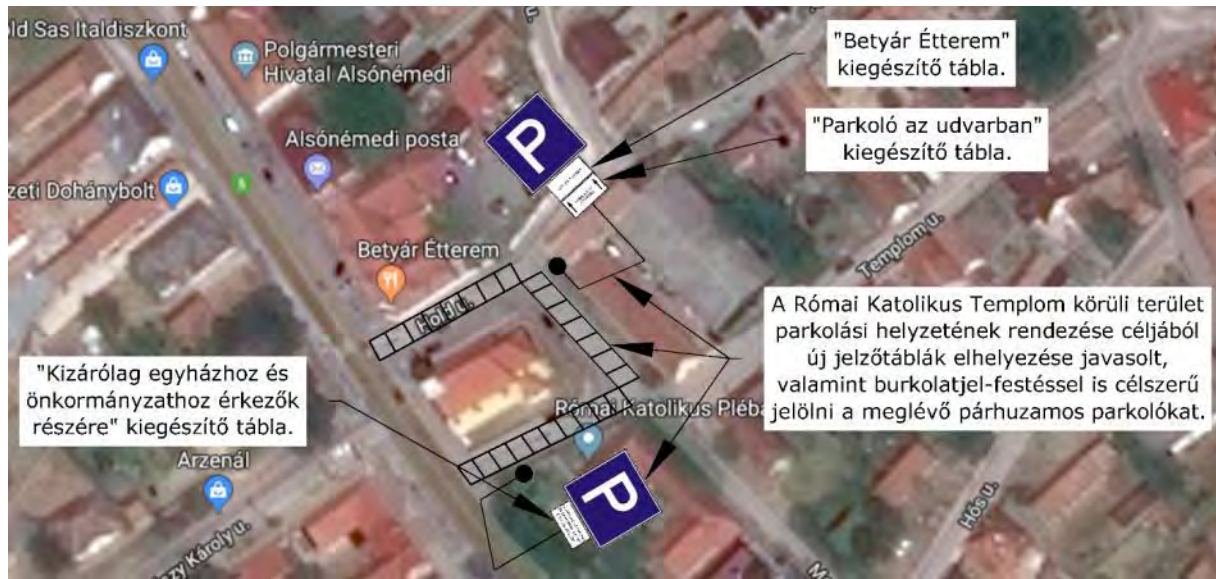 ld Sas Italdiszkont
Polgármesteri
Hivatal Alsónémedi
"Betyár Étterem"
kiegészítő tábla.
P
Alsónémedi posta
"Parkoló az udvarban"
kiegészítő tábla.
zeti Dohánybolt
Betyár Étterem
Templom u.
Hold u.
A Római Katolikus Templom körüli terület
parkolási helyzetének rendezése céljából
új jelzőtáblák elhelyezése javasolt,
valamint burkolatjel-festéssel is célszerű
jelölni a meglévő párhuzamos parkolókat.
"Kizárólag egyházhoz és
önkormányzathoz érkezők
részére" kiegészítő tábla.
Római Katolikus Pléba
Arzenál
P
Hős u.
zy Károly u.